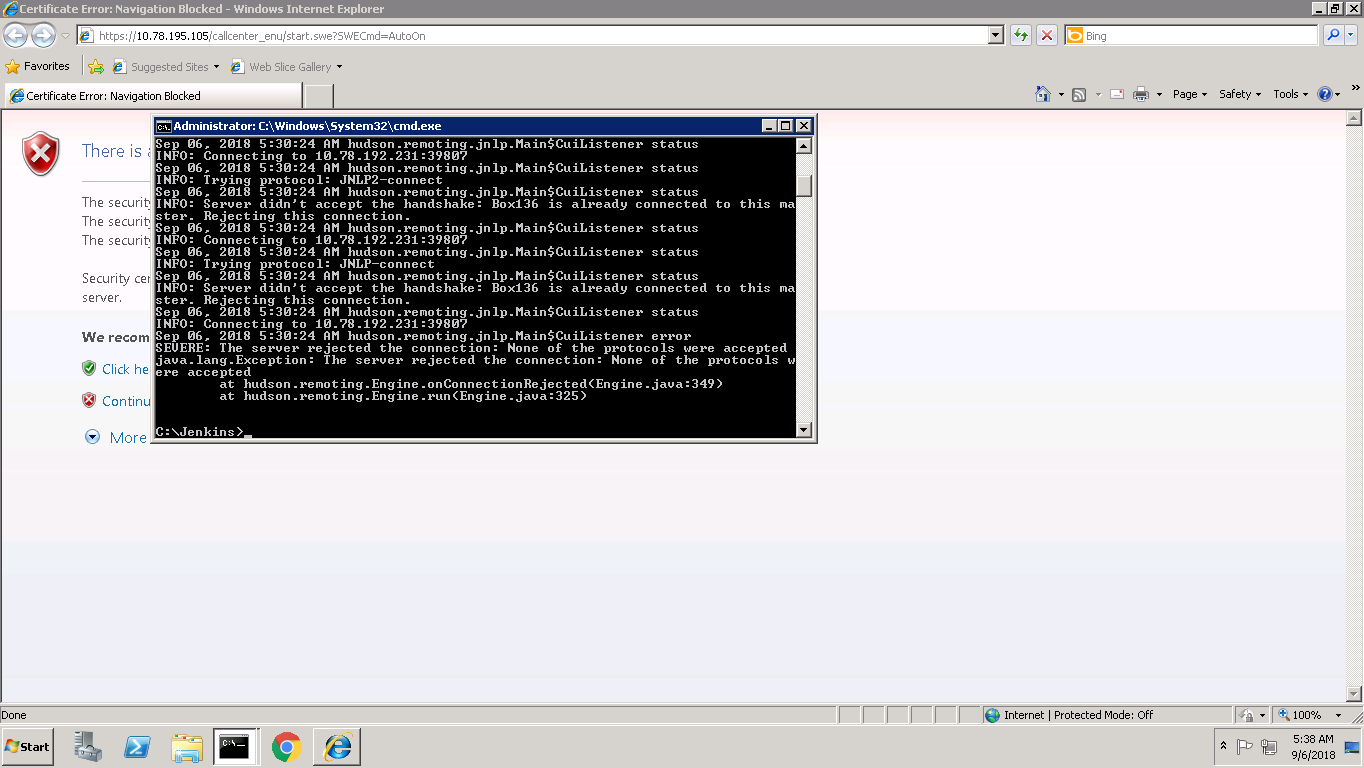 Certificate Error: Navigation Blocked - Windows Internet Explorer
https://10.78.195.105/callcenter_enu/start.swe?SWECmd=AutoOn
Bing
Favorites
Suggested Sites
Web Slice Gallery
Certificate Error: Navigation Blocked
Page
Safety
Tools
There is
The security
The security
The security
Security
server.
We
Click
More
Administrator: C:\Windows\System32\cmd.exe
Sep 06, 2018 5:30:24 AM hudson.remoting.jnlp.Main$CuiListener status
INFO: Connecting to 10.78.192.231:39807
Sep 06, 2018 5:30:24 AM hudson.remoting.jnlp.Main$CuiListener status
INFO: Trying protocol: JNLP2-connect
Sep 06, 2018 5:30:24 AM hudson.remoting.jnlp.Main$CuiListener status
INFO: Server didn't accept the handshake: Box136 is already connected to this ma
ster. Rejecting this connection.
Sep 06, 2018 5:30:24 AM hudson.remoting.jnlp.Main$CuiListener status
INFO: Connecting to 10.78.192.231:39807
Sep 06, 2018 5:30:24 AM hudson.remoting.jnlp.Main$CuiListener status
INFO: Trying protocol: JNLP-connect
Sep 06, 2018 5:30:24 AM hudson.remoting.jnlp.Main$CuiListener status
INFO: Server didn't accept the handshake: Box136 is already connected to this ma
ster. Rejecting this connection.
Sep 06, 2018 5:30:24 AM hudson.remoting.jnlp.Main$CuiListener status
INFO: Connecting to 10.78.192.231:39807
Sep 06, 2018 5:30:24 AM hudson.remoting.jnlp.Main$CuiListener error
SEVERE: The server rejected the connection: None of the protocols were accepted
java.lang.Exception: The server rejected the connection: None of the protocols w
ere accepted
at hudson.remoting.Engine.onConnectionRejected(Engine.java:349)
at hudson.remoting.Engine.run(Engine.java:325)
C:\Jenkins>
Done
Internet | Protected Mode: Off
100%
Start
5:38 AM
9/6/2018